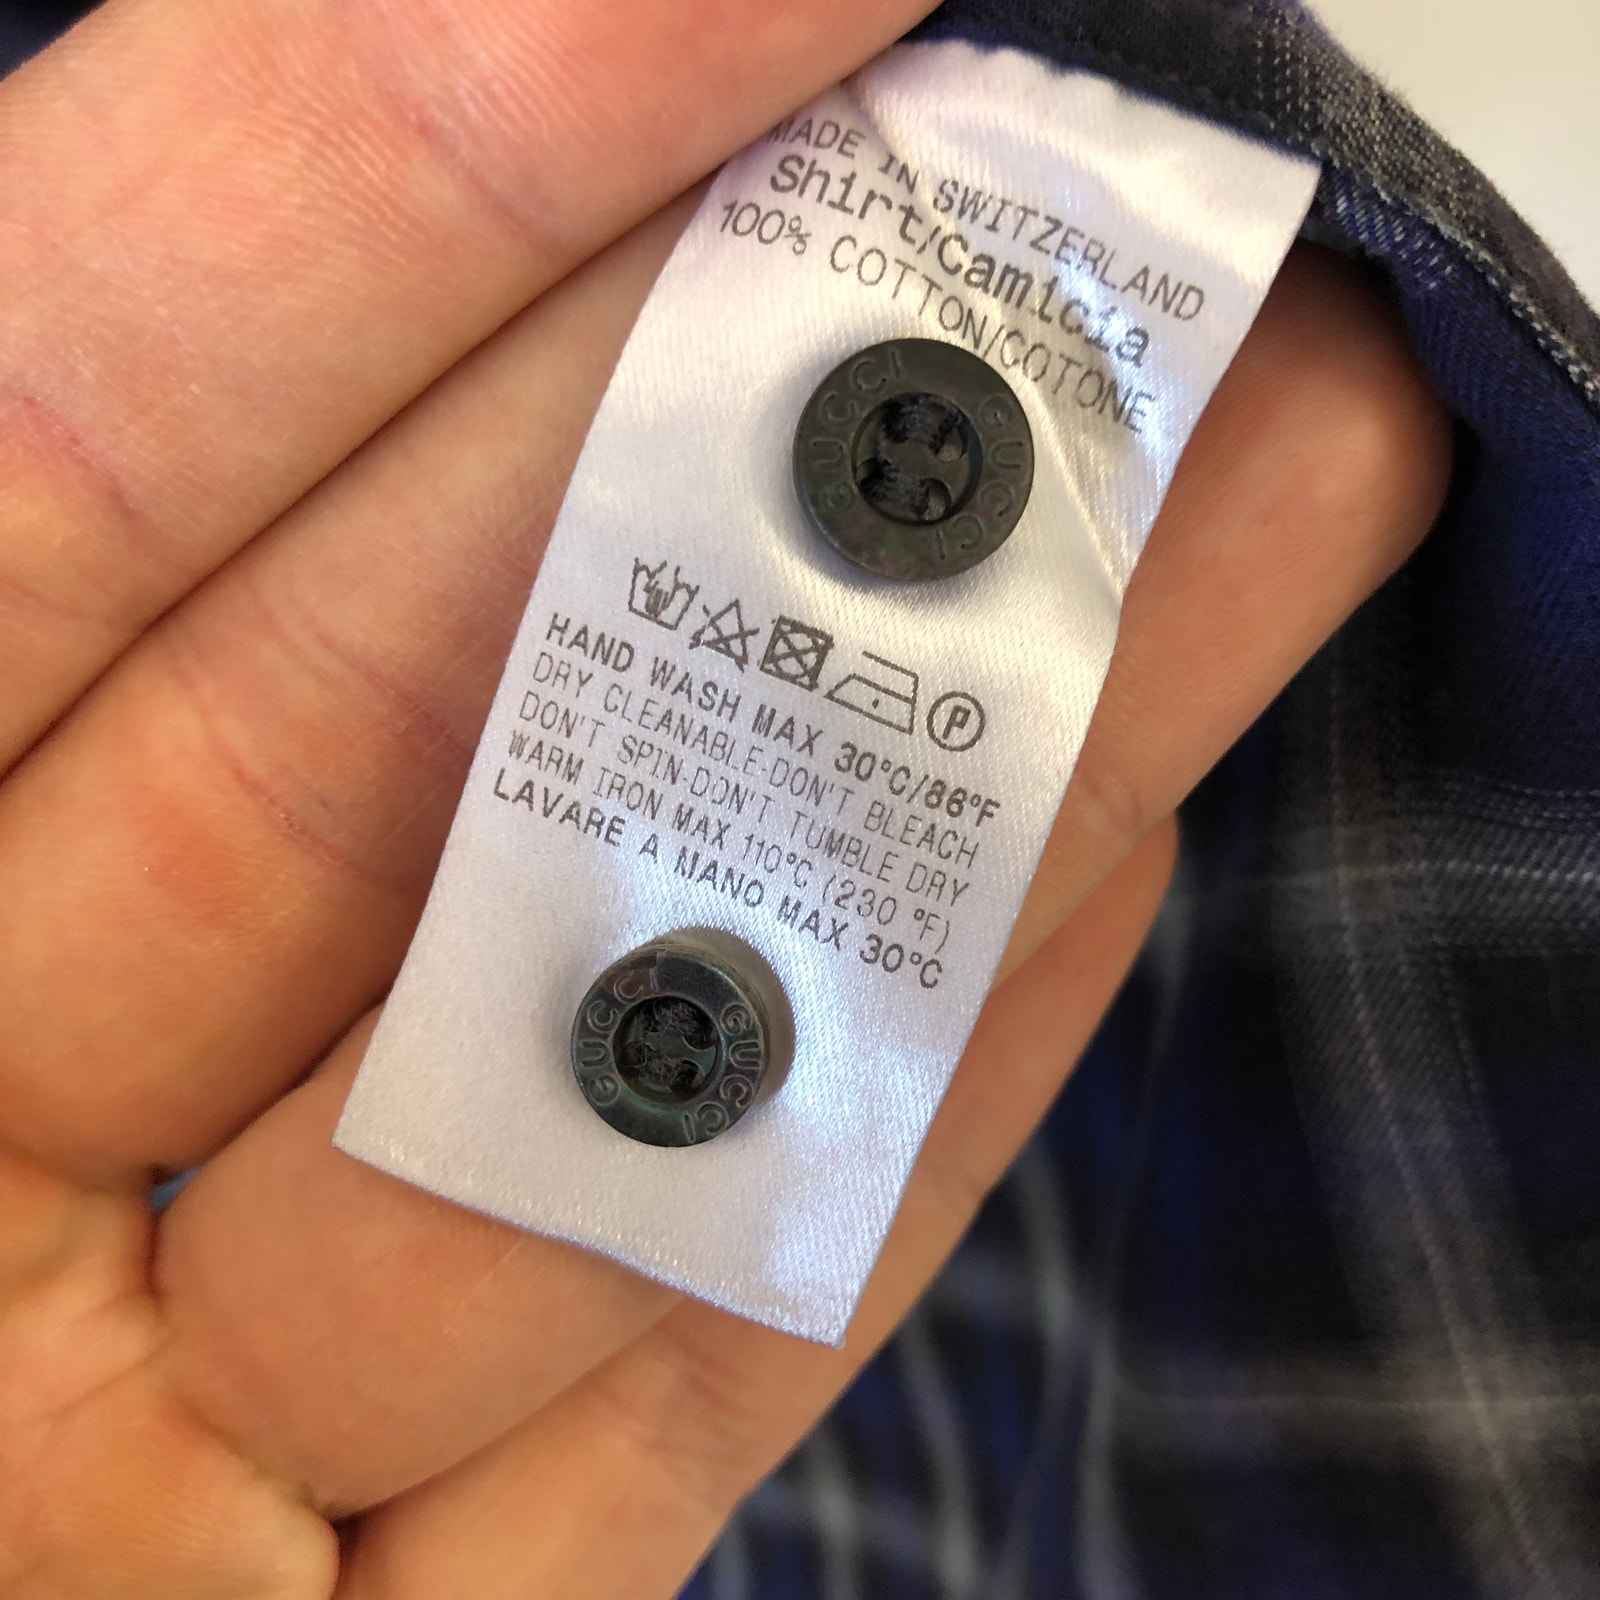 MADE IN SWITZERLAND
Shirt/Camicia
100% COTTON/COTONE
GUCCI GUCCI
P
HAND WASH MAX 30°C/86°F
DRY CLEANABLE-DON'T BLEACH
DON'T SPIN-DON'T TUMBLE DRY
WARM IRON MAX 110°C (230 °F)
LAVARE A MANO MAX 30°C
GUCCI GUCCI